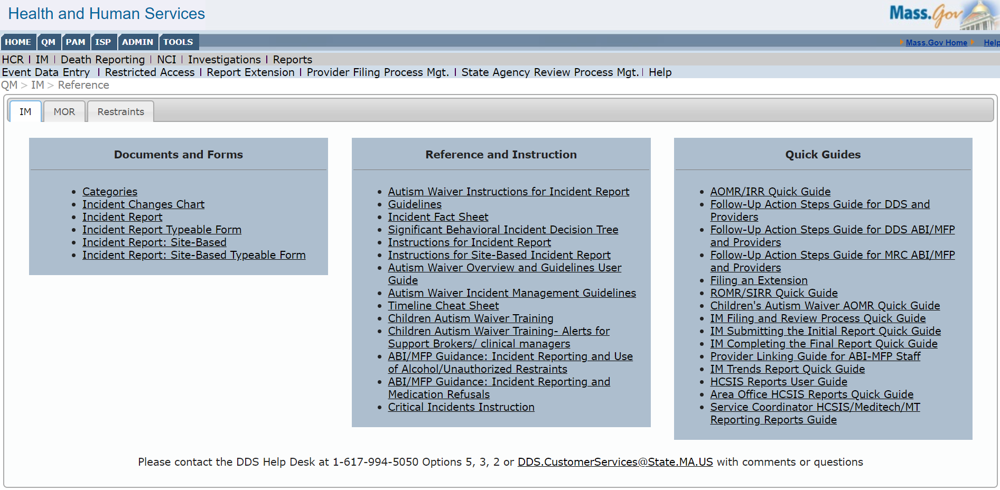 Health and Human Services
Mass.Gov
HOME QM PAM ISP ADMIN TOOLS
Mass.Gov Home Help
HCR | IM | Death Reporting | NCI | Investigations | Reports
Event Data Entry | Restricted Access | Report Extension | Provider Filing Process Mgt. | State Agency Review Process Mgt. | Help
QM > IM > Reference
IM MOR Restraints
Documents and Forms
• Categories
• Incident Changes Chart
• Incident Report
• Incident Report Typeable Form
• Incident Report: Site-Based
• Incident Report: Site-Based Typeable Form
Reference and Instruction
• Autism Waiver Instructions for Incident Report
• Guidelines
• Incident Fact Sheet
• Significant Behavioral Incident Decision Tree
• Instructions for Incident Report
• Instructions for Site-Based Incident Report
• Autism Waiver Overview and Guidelines User
Guide
• Autism Waiver Incident Management Guidelines
• Timeline Cheat Sheet
• Children Autism Waiver Training
• Children Autism Waiver Training- Alerts for
Support Brokers/ clinical managers
• ABI/MFP Guidance: Incident Reporting and Use
of Alcohol/Unauthorized Restraints
• ABI/MFP Guidance: Incident Reporting and
Medication Refusals
• Critical Incidents Instruction
Quick Guides
• AOMR/IRR Quick Guide
• Follow-Up Action Steps Guide for DDS and
Providers
• Follow-Up Action Steps Guide for DDS ABI/MFP
and Providers
• Follow-Up Action Steps Guide for MRC ABI/MFP
and Providers
• Filing an Extension
• ROMR/SIRR Quick Guide
• Children's Autism Waiver AOMR Quick Guide
• IM Filing and Review Process Quick Guide
• IM Submitting the Initial Report Quick Guide
• IM Completing the Final Report Quick Guide
• Provider Linking Guide for ABI-MFP Staff
• IM Trends Report Quick Guide
• HCSIS Reports User Guide
• Area Office HCSIS Reports Quick Guide
• Service Coordinator HCSIS/Meditech/MT
Reporting Reports Guide
Please contact the DDS Help Desk at 1-617-994-5050 Options 5, 3, 2 or DDS.CustomerServices@State.MA.US with comments or questions